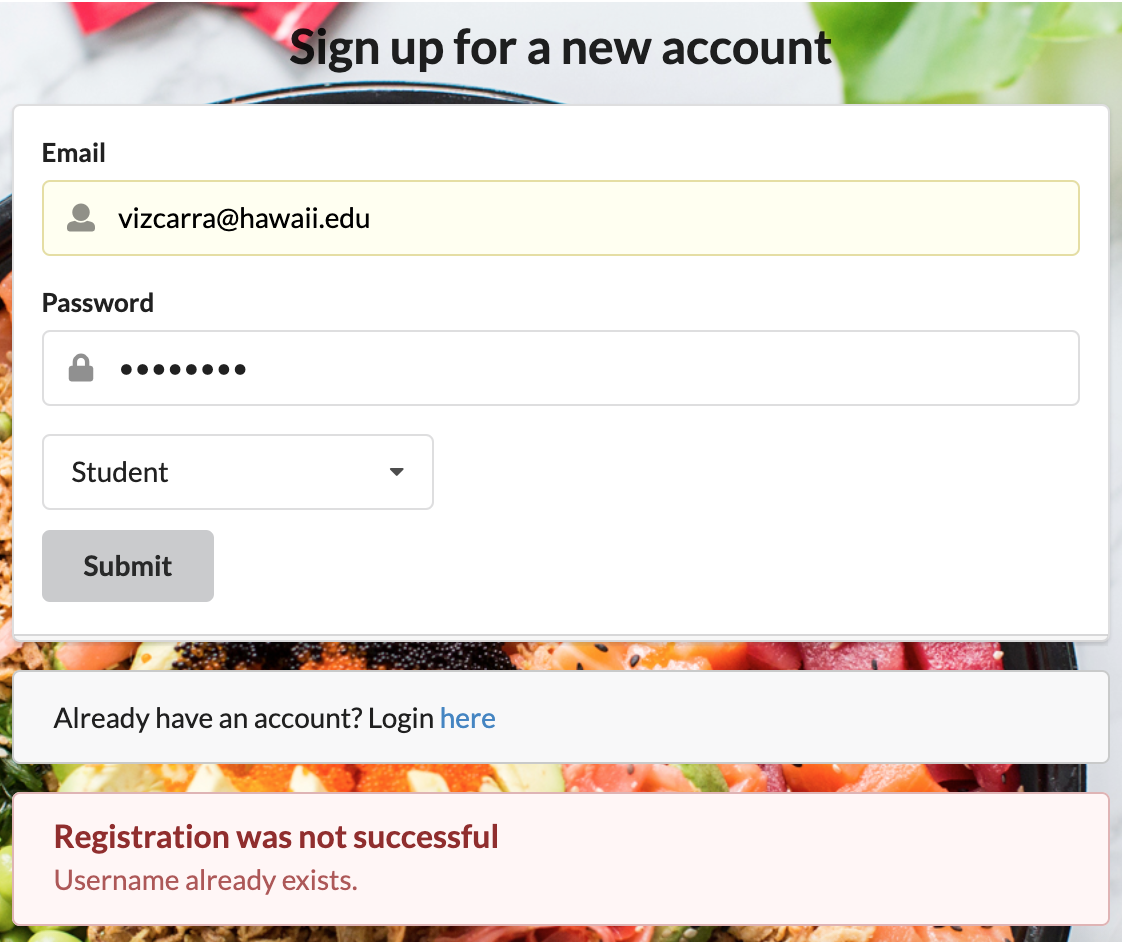 Sign up for a new account
Email
vizcarra@hawaii.edu
Password
••••••••
Student
Submit
Already have an account? Login here
Registration was not successful
Username already exists.